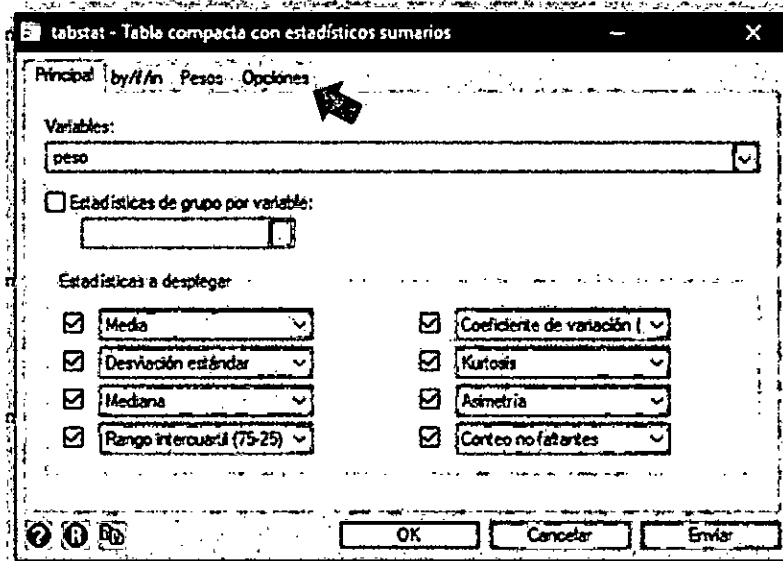 tabstat - Tabla compacta con estadísticos sumarios
Principal by/if/in Pesos Opciones
Variables:
peso
Estadísticas de grupo por variable:
Estadísticas a desplegar
Media
Coeficiente de variación (
Desviación estándar
Kurtosis
Mediana
Asimetría
Rango intercuartil (75-25)
Conteo no faltantes
OK Cancelar Enviar